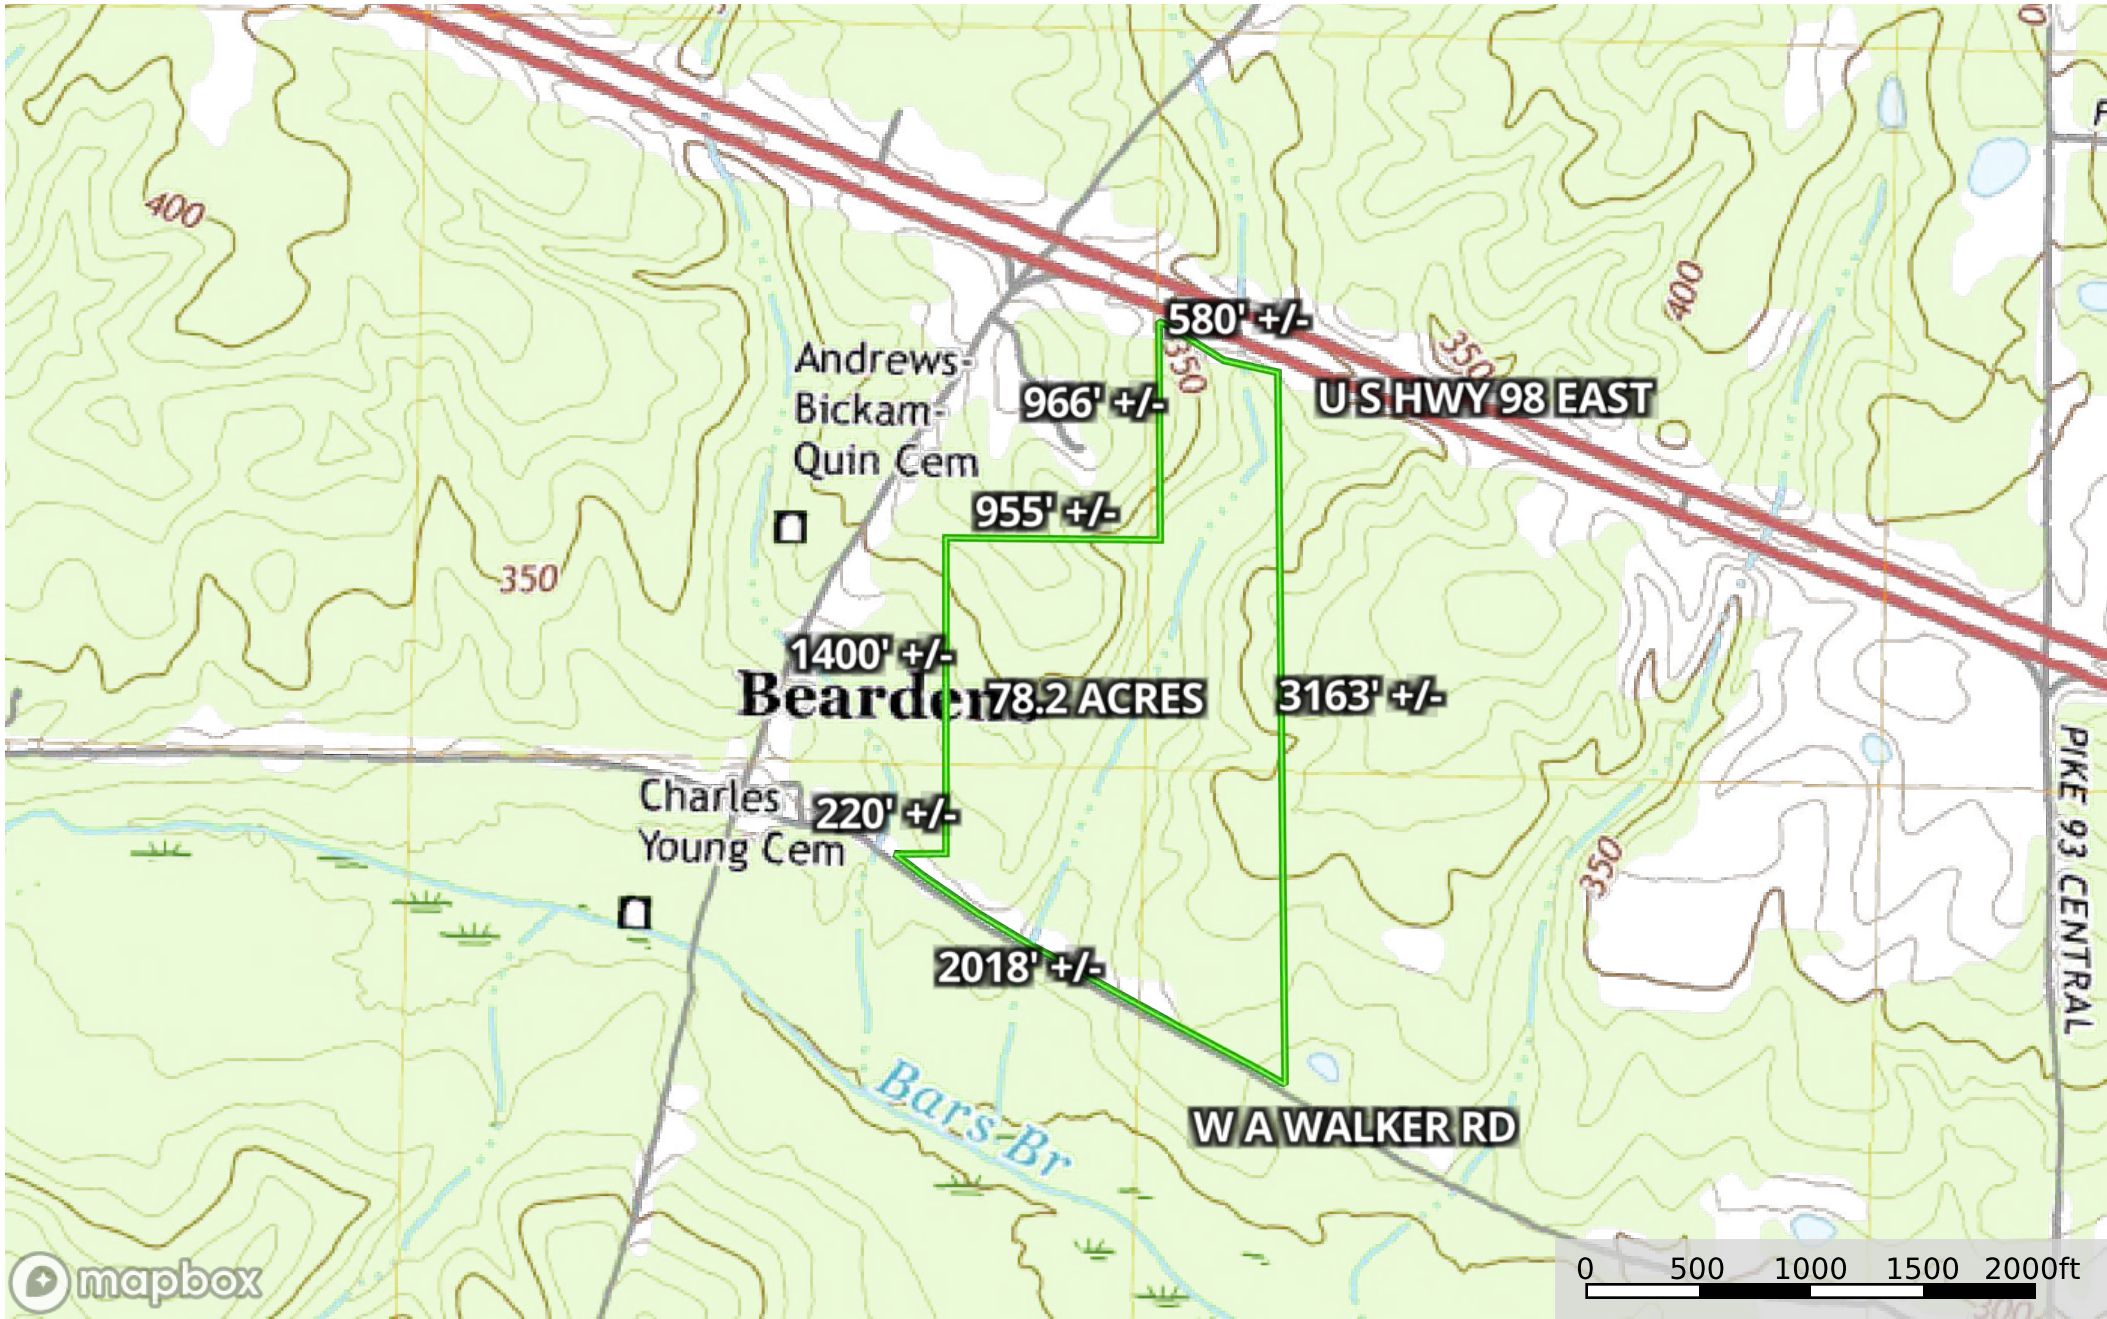 400
580' +/-
400
Andrews-
Bickam-
Quin Cem
350
350
966' +/-
U S HWY 98 EAST
955' +/-
350
1400' +/-
78.2 ACRES
3163' +/-
PIKE 93 CENTRAL
Charles
Young Cem
220' +/-
350
2018' +/-
Bars Br
W A WALKER RD
mapbox
0 500 1000 1500 2000ft
300